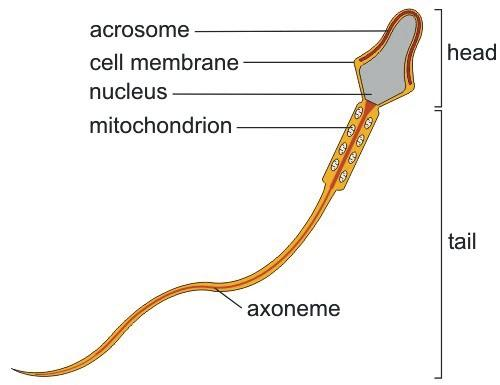 acrosome
head
cell membrane
nucleus
mitochondrion
tail
axoneme